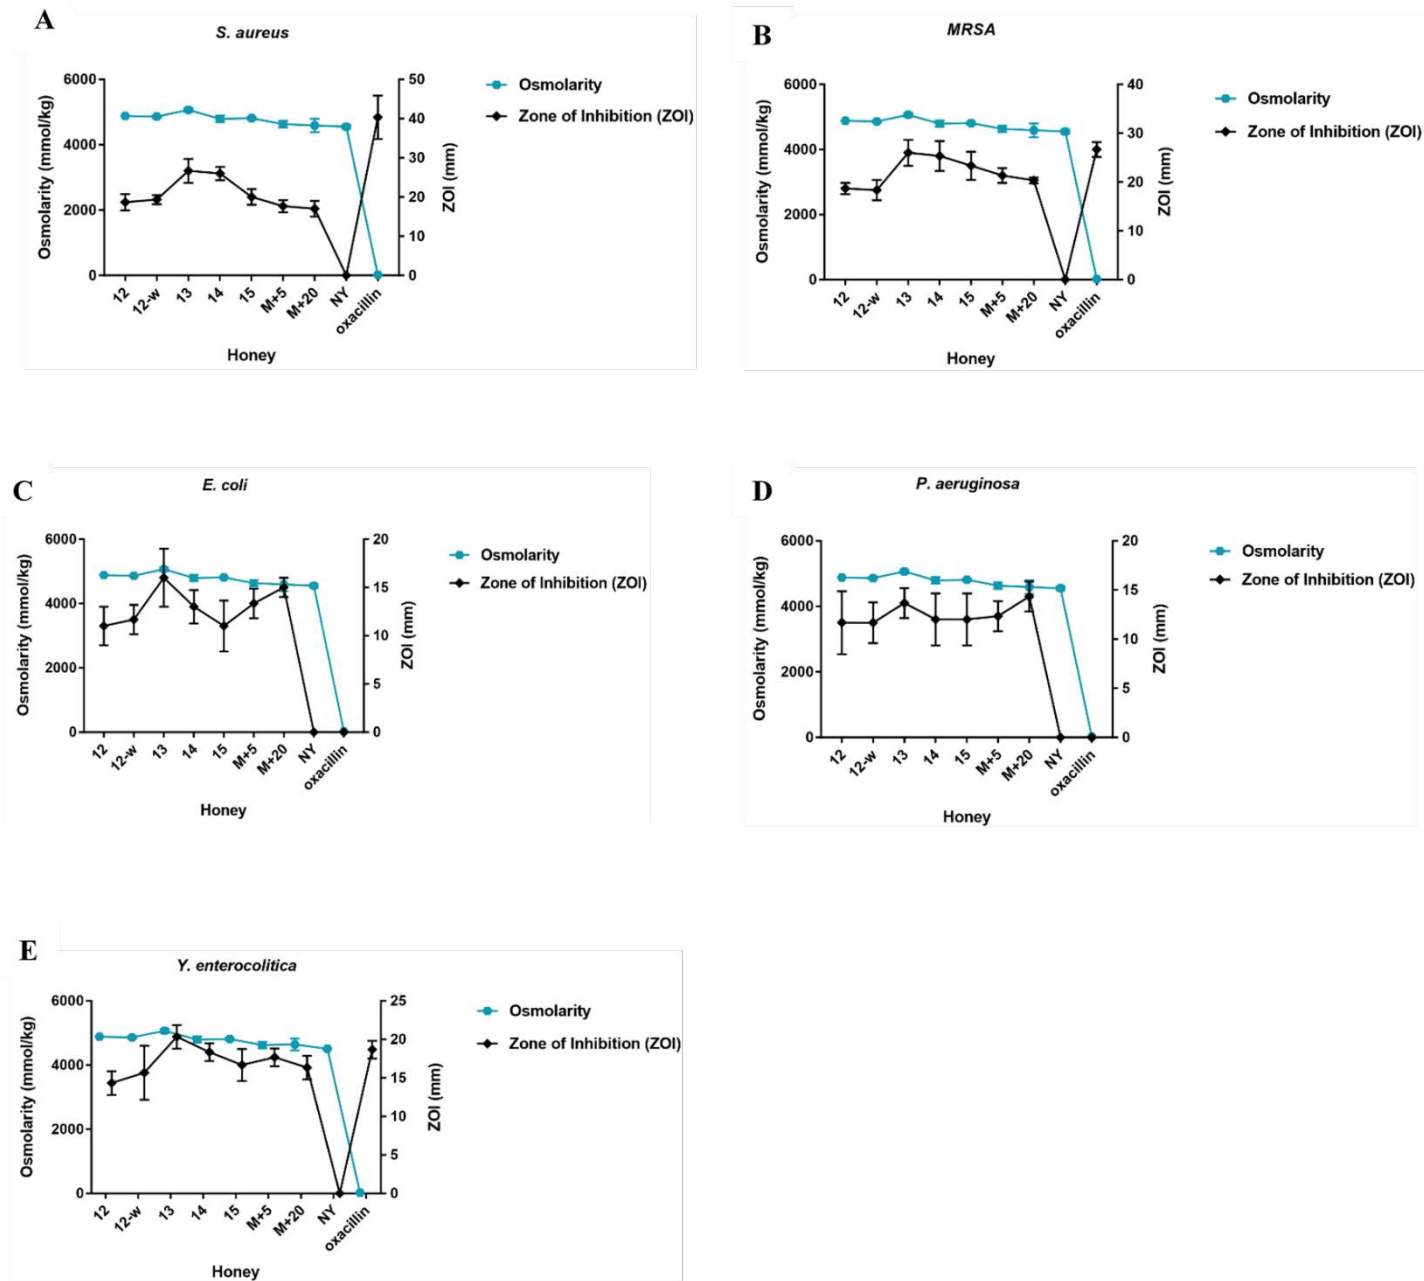 A
S. aureus
Osmolarity (mmol/kg)
6000
4000
2000
0
50
40
30
20
10
0
ZOI (mm)
Osmolarity
Zone of Inhibition (ZOI)
12
12-w
13
14
15
M+5
M+20
NY
oxacillin
Honey
B
MRSA
Osmolarity (mmol/kg)
6000
4000
2000
0
40
30
20
10
0
ZOI (mm)
Osmolarity
Zone of Inhibition (ZOI)
12
12-w
13
14
15
M+5
M+20
NY
oxacillin
Honey
C
E. coli
Osmolarity (mmol/kg)
6000
4000
2000
0
20
15
10
5
0
ZOI (mm)
Osmolarity
Zone of Inhibition (ZOI)
12
12-w
13
14
15
M+5
M+20
NY
oxacillin
Honey
D
P. aeruginosa
Osmolarity (mmol/kg)
6000
4000
2000
0
20
15
10
5
0
ZOI (mm)
Osmolarity
Zone of Inhibition (ZOI)
12
12-w
13
14
15
M+5
M+20
NY
oxacillin
Honey
E
Y. enterocolitica
Osmolarity (mmol/kg)
6000
4000
2000
0
25
20
15
10
5
0
ZOI (mm)
Osmolarity
Zone of Inhibition (ZOI)
12
12-w
13
14
15
M+5
M+20
NY
oxacillin
Honey